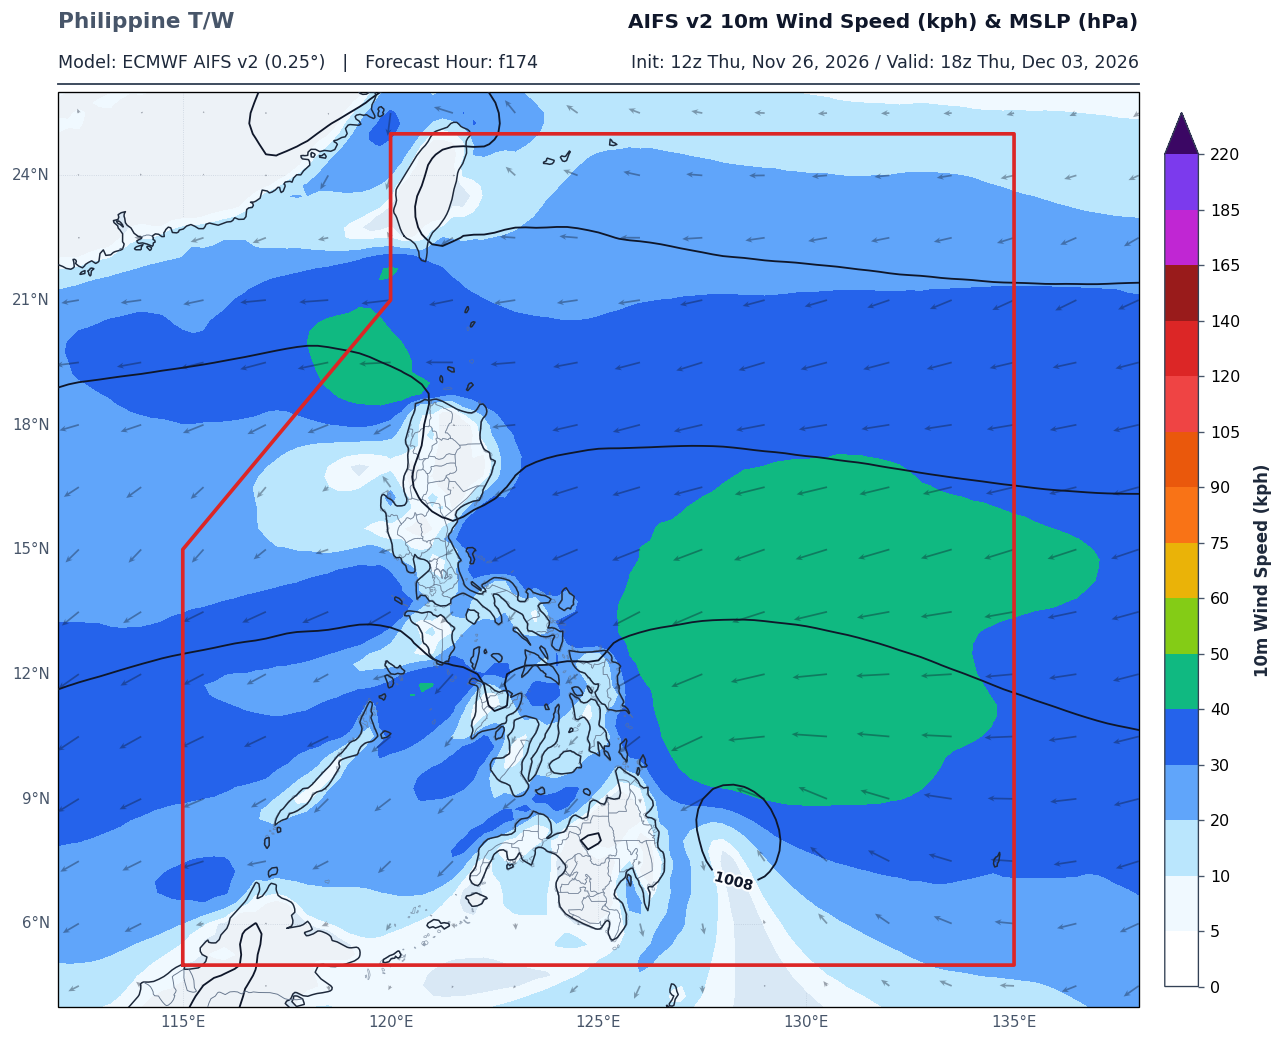 Philippine T/W
AIFS v2 10m Wind Speed (kph) & MSLP (hPa)
Model: ECMWF AIFS v2 (0.25°) | Forecast Hour: f174
Init: 12z Thu, Nov 26, 2026 / Valid: 18z Thu, Dec 03, 2026
24°N
21°N
18°N
15°N
12°N
9°N
6°N
1008
115°E
120°E
125°E
130°E
135°E
220
185
165
140
120
105
90
75
60
50
40
30
20
10
5
0
10m Wind Speed (kph)